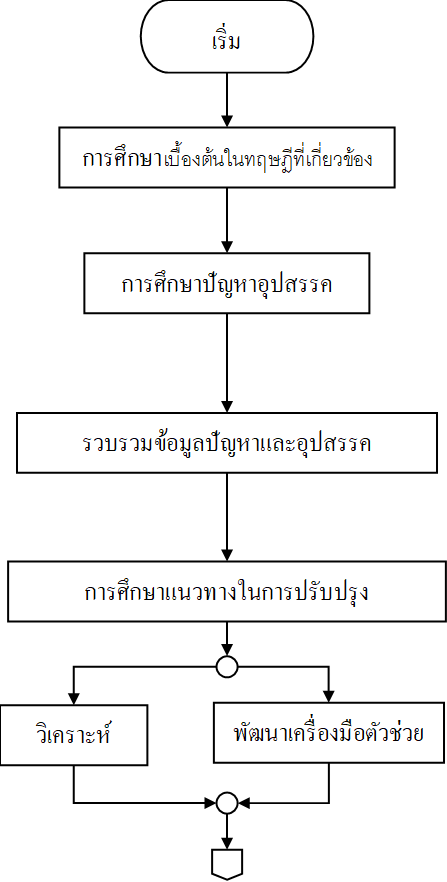 เริ่ม
การศึกษาเบื้องต้นในทฤษฎีที่เกี่ยวข้อง
การศึกษาปัญหาอุปสรรค
รวบรวมข้อมูลปัญหาและอุปสรรค
การศึกษาแนวทางในการปรับปรุง
วิเคราะห์
พัฒนาเครื่องมือตัวช่วย